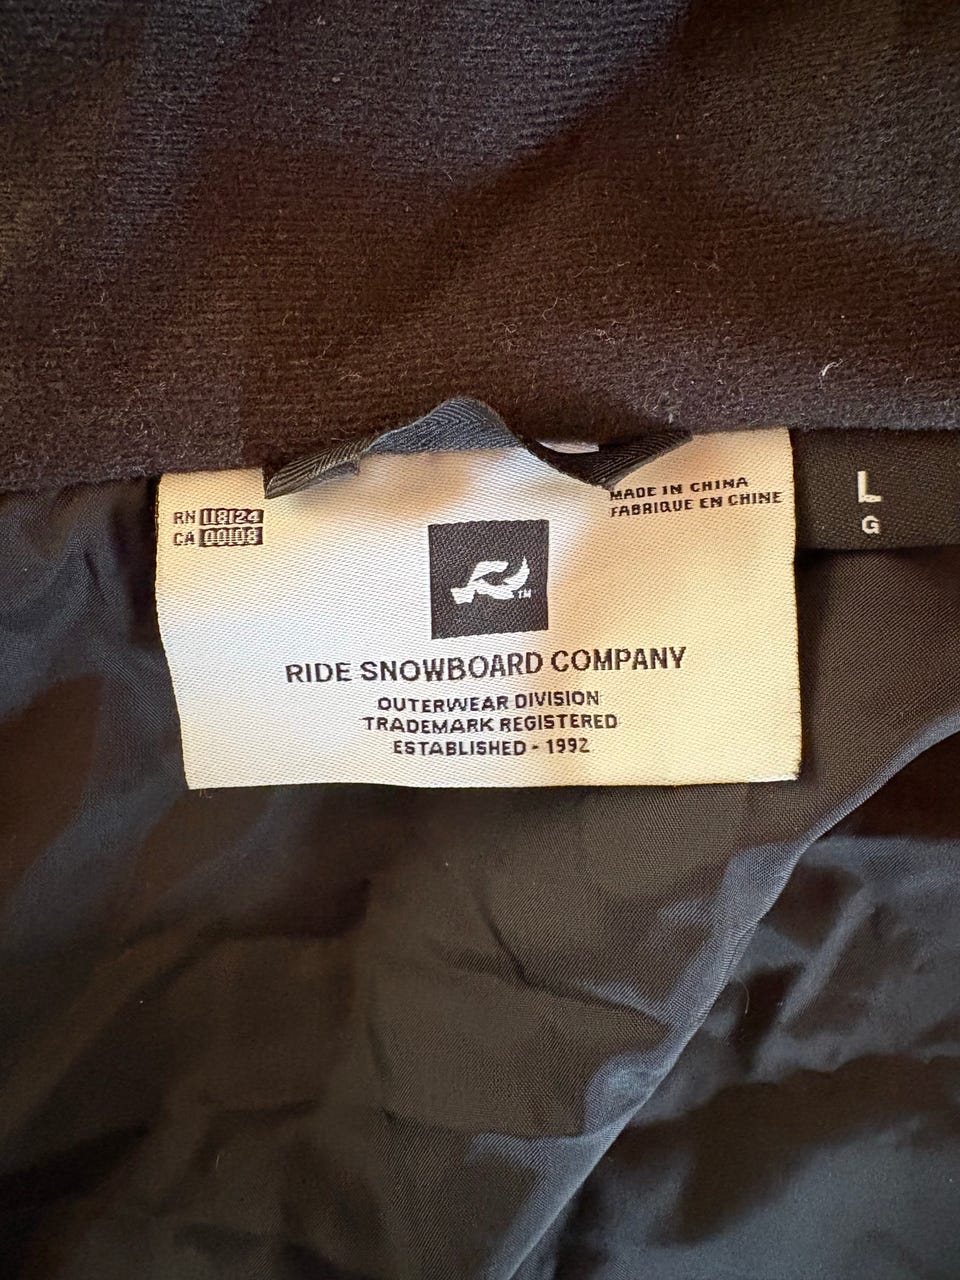 RN 118124
CA 00108
MADE IN CHINA
FABRIQUE EN CHINE
L
G
TM
RIDE SNOWBOARD COMPANY
OUTERWEAR DIVISION
TRADEMARK REGISTERED
ESTABLISHED - 1992